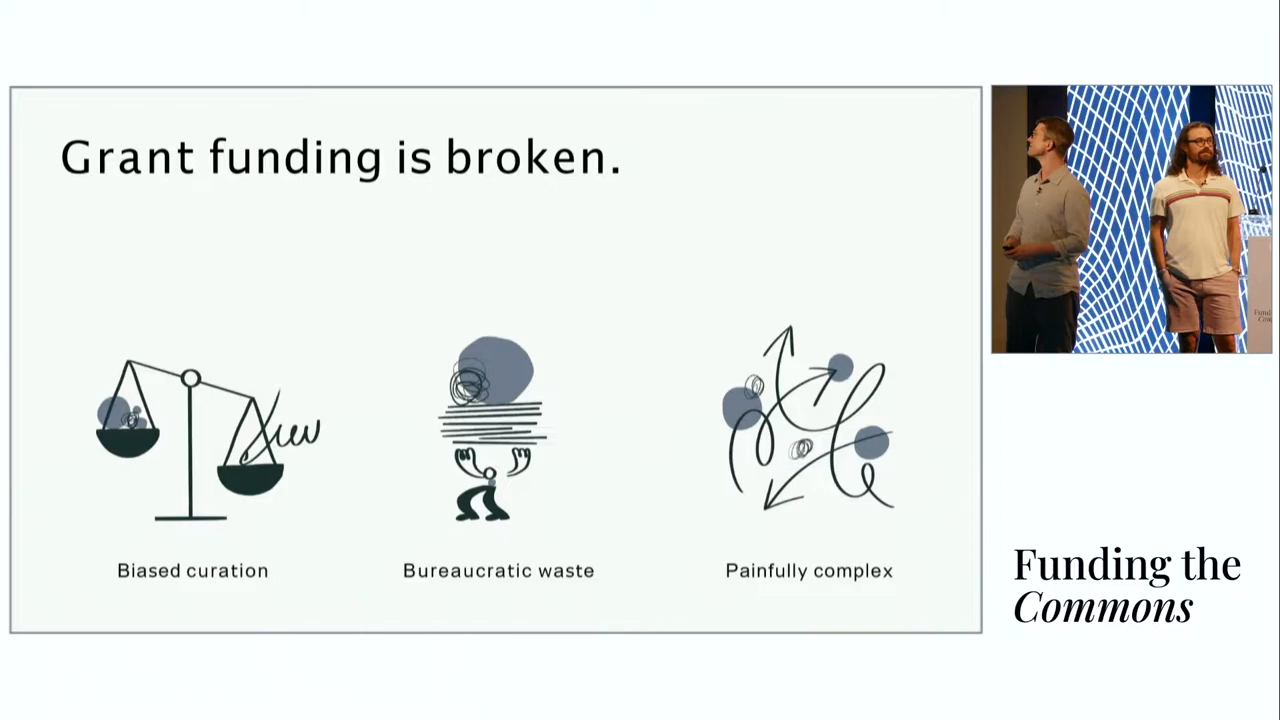 Grant funding is broken.
Biased curation
Bureaucratic waste
Painfully complex
Funding the
Commons